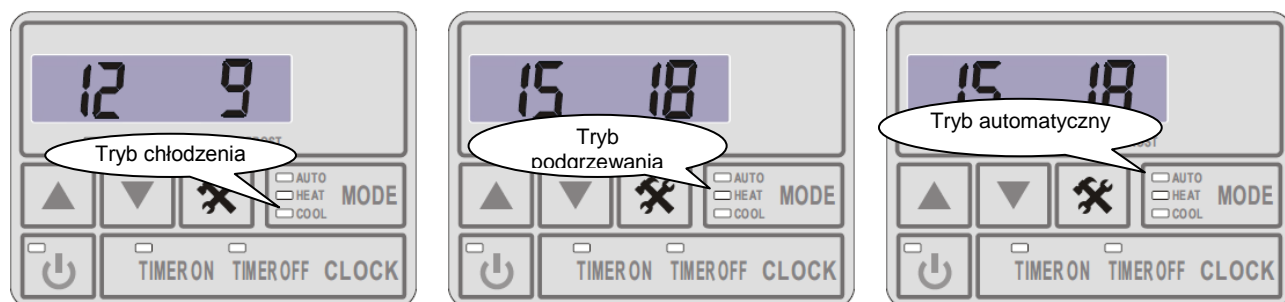 12 9
Tryb chłodzenia
AUTO
HEAT
COOL
MODE
TIMER ON TIMER OFF CLOCK
15 18
Tryb
podgrzewania
AUTO
HEAT
COOL
MODE
TIMER ON TIMER OFF CLOCK
15 18
Tryb automatyczny
AUTO
HEAT
COOL
MODE
TIMER ON TIMER OFF CLOCK